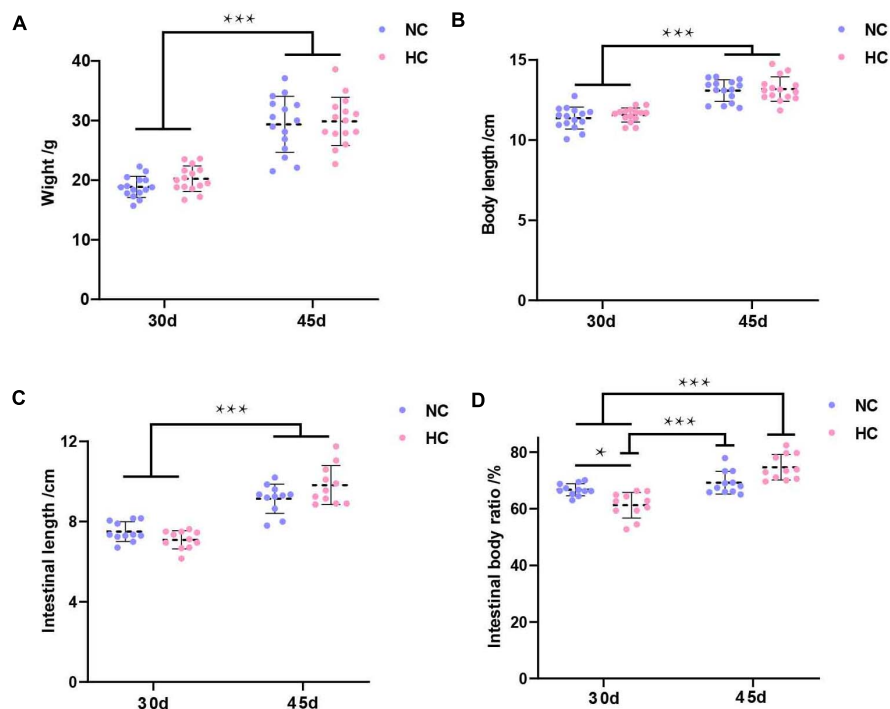 A
***
NC
HC
Wight /g
40
30
20
10
0
30d
45d
B
***
NC
HC
Body length /cm
15
10
5
0
30d
45d
C
***
NC
HC
Intestinal length /cm
12
8
4
0
30d
45d
D
***
***
*
NC
HC
Intestinal body ratio /%
80
60
40
20
0
30d
45d